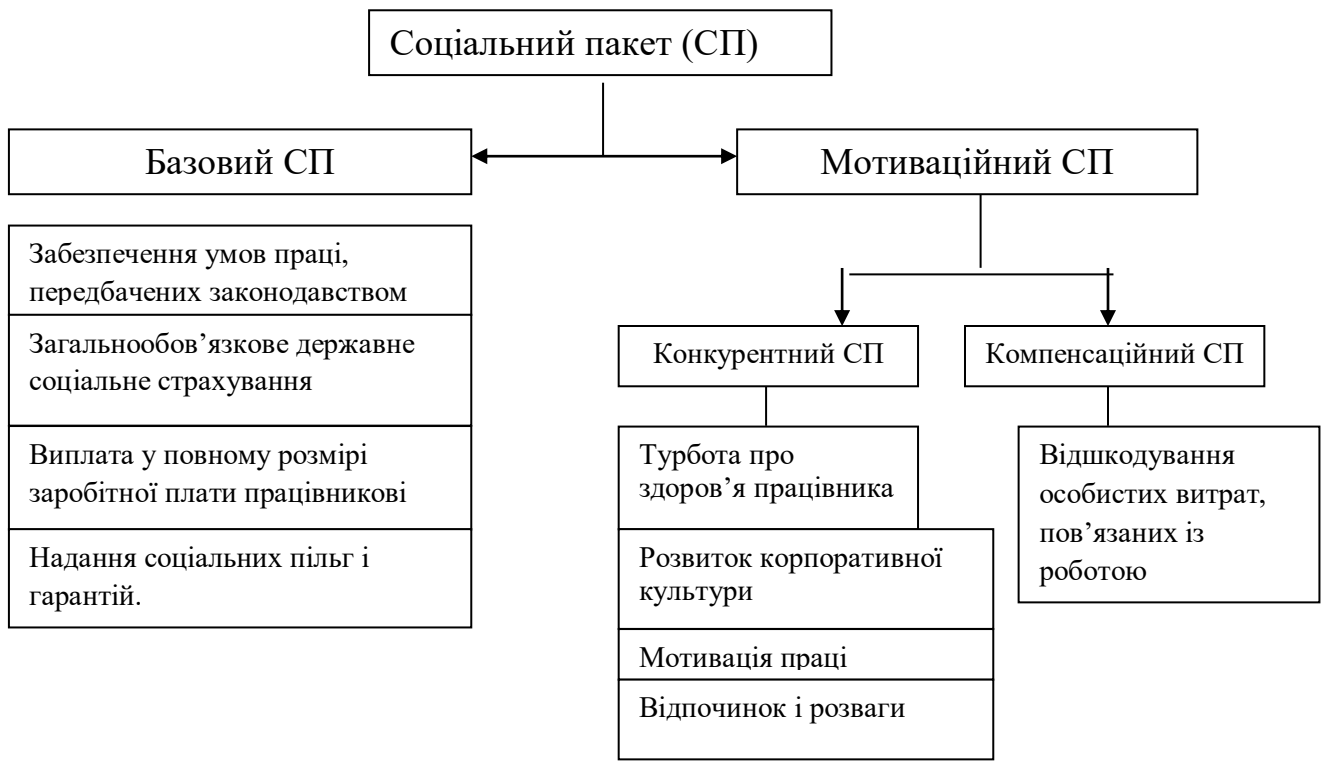 Соціальний пакет (СП)
Базовий СП
Мотиваційний СП
Забезпечення умов праці,
передбачених законодавством
Загальнообов’язкове державне
соціальне страхування
Виплата у повному розмірі
заробітної плати працівникові
Надання соціальних пільг і
гарантій.
Конкурентний СП
Турбота про
здоров’я працівника
Розвиток корпоративної
культури
Мотивація праці
Відпочинок і розваги
Компенсаційний СП
Відшкодування
особистих витрат,
пов’язаних із
роботою